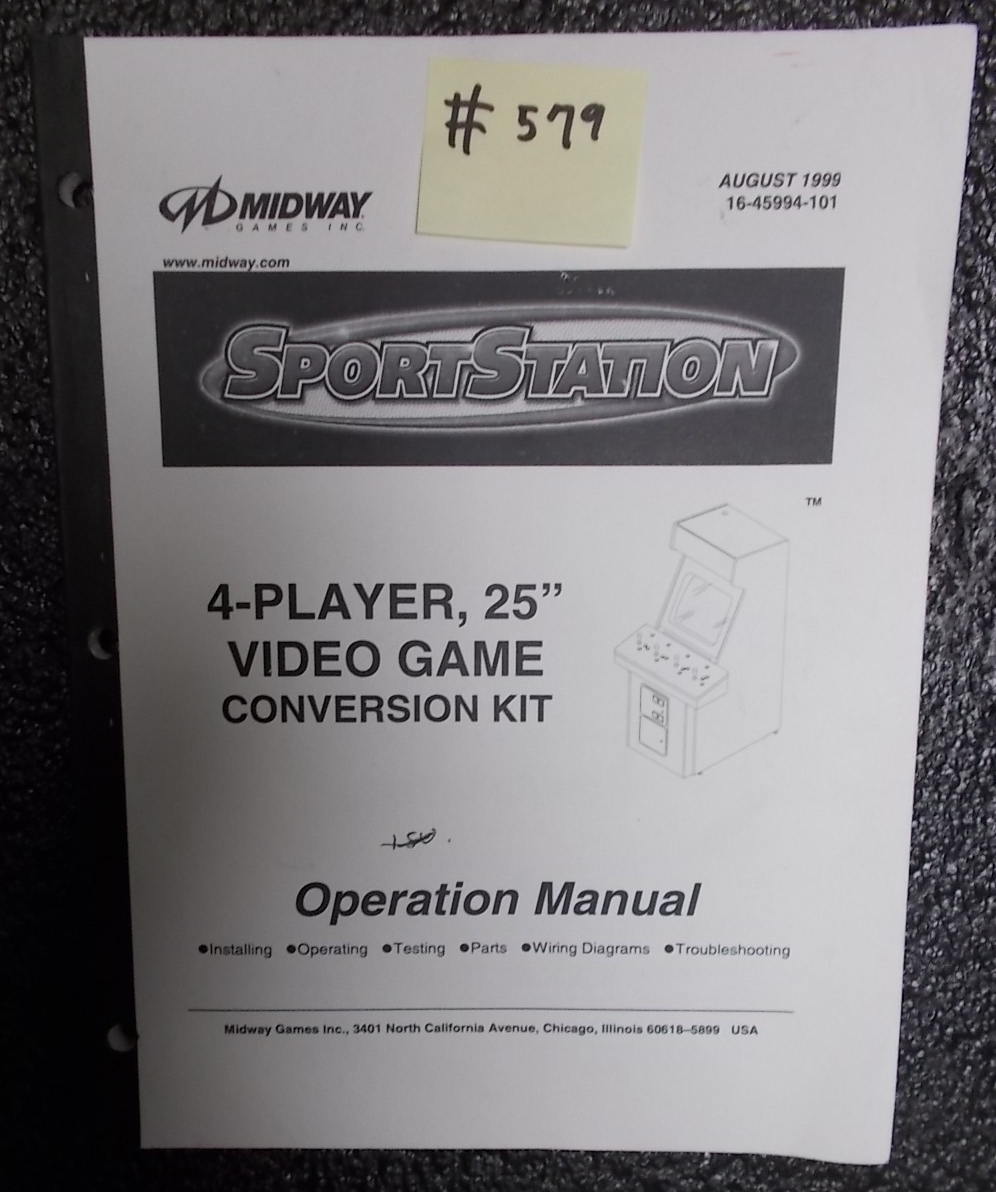 # 579
MIDWAY
GAMES INC.
AUGUST 1999
16-45994-101
www.midway.com
SPORTSTATION
TM
4-PLAYER, 25”
VIDEO GAME
CONVERSION KIT
Operation Manual
●Installing ●Operating ●Testing ●Parts ●Wiring Diagrams ●Troubleshooting
Midway Games Inc., 3401 North California Avenue, Chicago, Illinois 60618–5899 USA